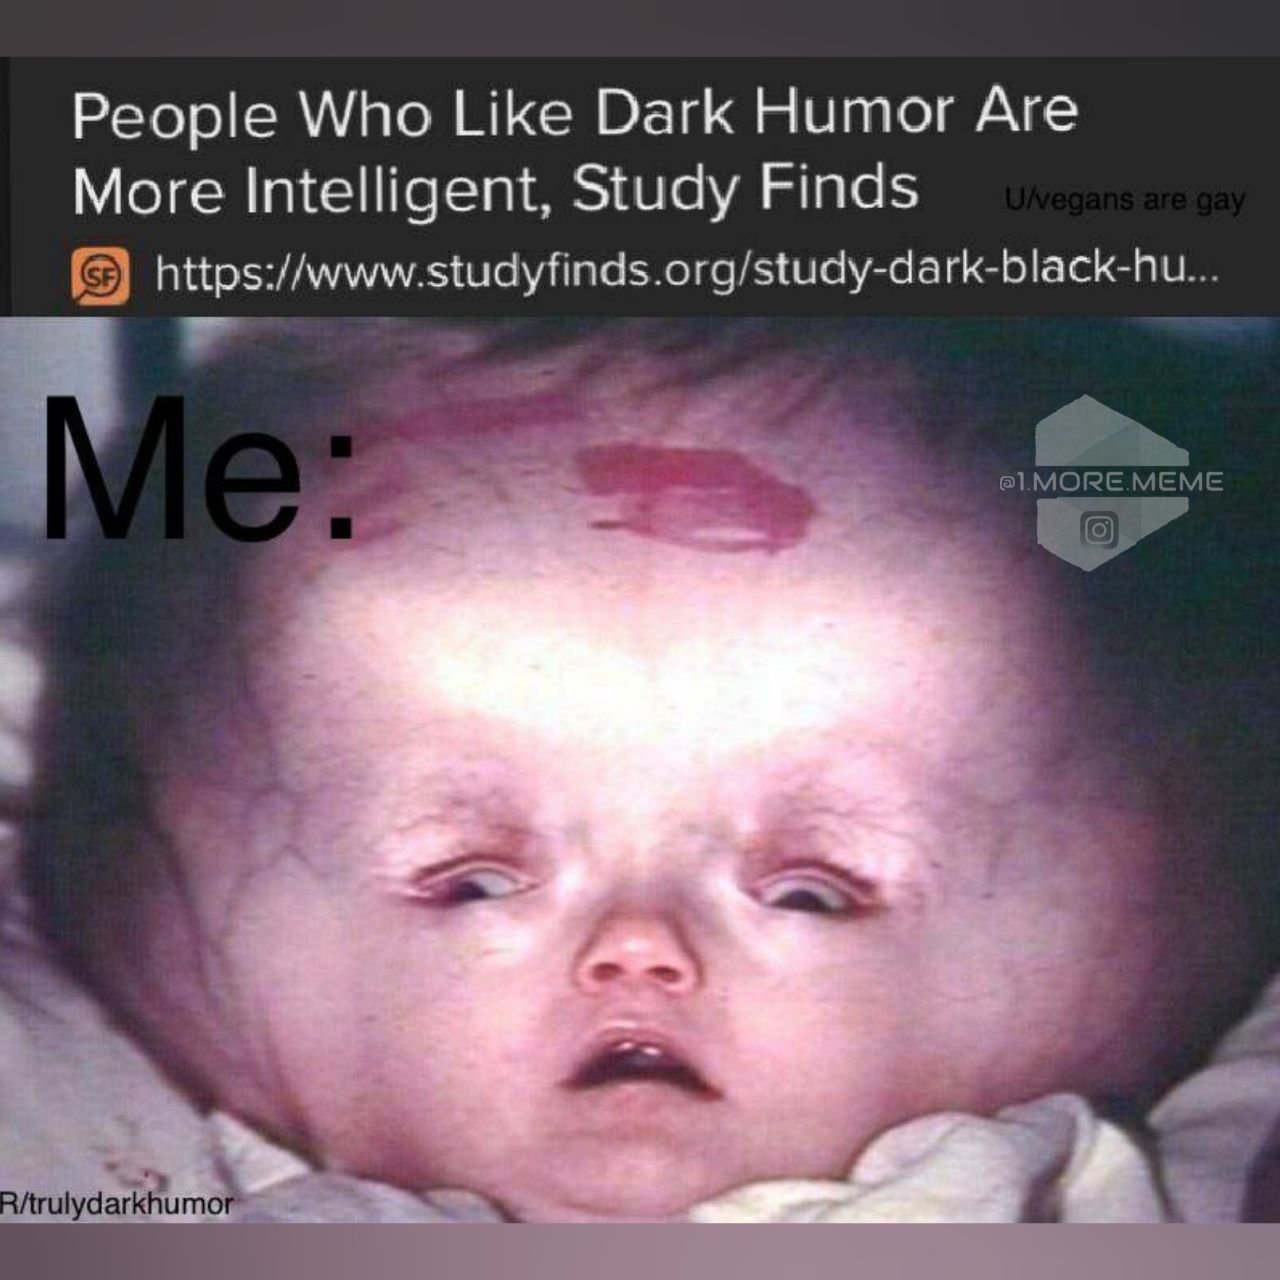 People Who Like Dark Humor Are
More Intelligent, Study Finds
U/vegans are gay
SF
https://www.studyfinds.org/study-dark-black-hu...
Me:
@1.MORE.MEME
R/trulydarkhumor